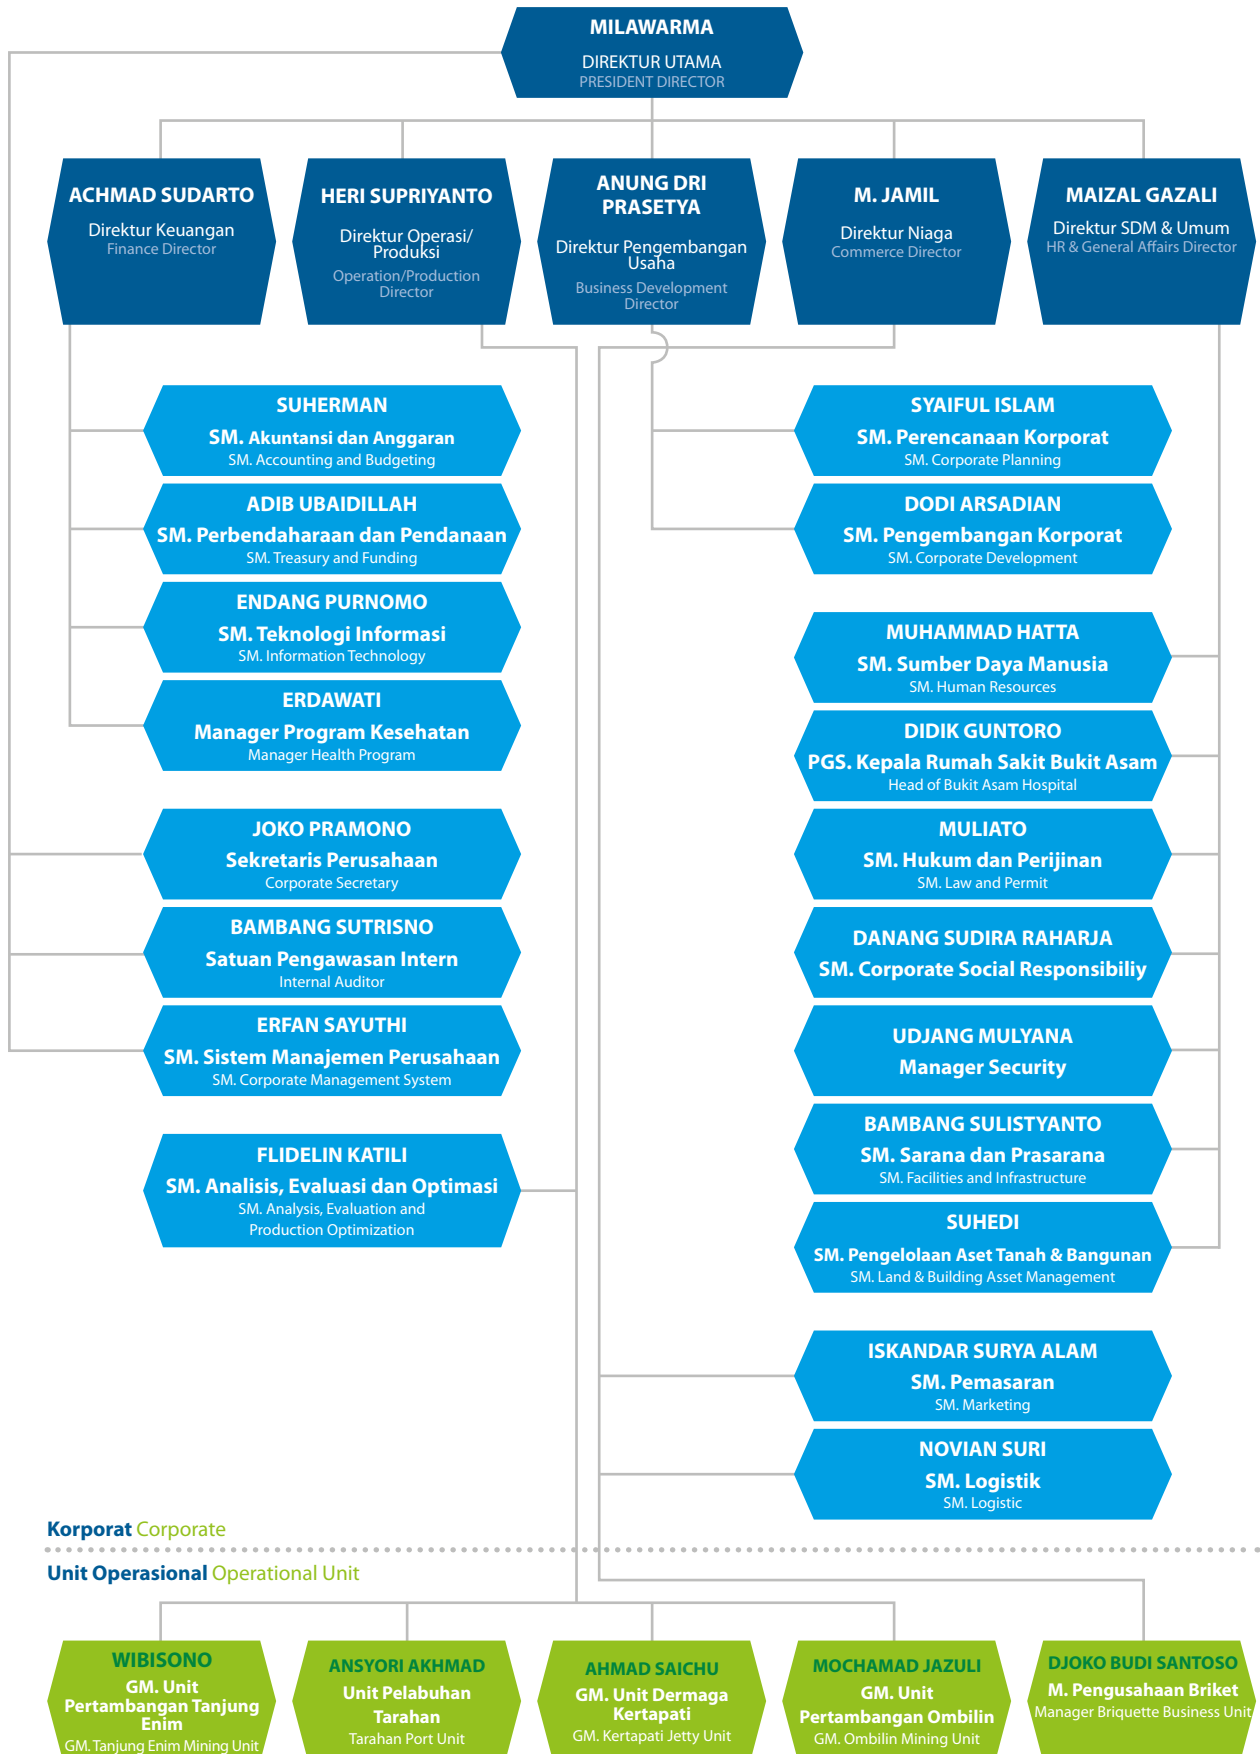 MILAWARMA
DIREKTUR UTAMA
PRESIDENT DIRECTOR
ACHMAD SUDARTO
Direktur Keuangan
Finance Director
HERI SUPRIYANTO
Direktur Operasi/
Produksi
Operation/Production
Director
ANUNG DRI
PRASETYA
Direktur Pengembangan
Usaha
Business Development
Director
M. JAMIL
Direktur Niaga
Commerce Director
MAIZAL GAZALI
Direktur SDM & Umum
HR & General Affairs Director
SUHERMAN
SM. Akuntansi dan Anggaran
SM. Accounting and Budgeting
ADIB UBAIDILLAH
SM. Perbendaharaan dan Pendanaan
SM. Treasury and Funding
ENDANG PURNOMO
SM. Teknologi Informasi
SM. Information Technology
ERDAWATI
Manager Program Kesehatan
Manager Health Program
JOKO PRAMONO
Sekretaris Perusahaan
Corporate Secretary
BAMBANG SUTRISNO
Satuan Pengawasan Intern
Internal Auditor
ERFAN SAYUTHI
SM. Sistem Manajemen Perusahaan
SM. Corporate Management System
FLIDELIN KATILI
SM. Analisis, Evaluasi dan Optimasi
SM. Analysis, Evaluation and
Production Optimization
SYAIFUL ISLAM
SM. Perencanaan Korporat
SM. Corporate Planning
DODI ARSADIAN
SM. Pengembangan Korporat
SM. Corporate Development
MUHAMMAD HATTA
SM. Sumber Daya Manusia
SM. Human Resources
DIDIK GUNTORO
PGS. Kepala Rumah Sakit Bukit Asam
Head of Bukit Asam Hospital
MULIATO
SM. Hukum dan Perijinan
SM. Law and Permit
DANANG SUDIRA RAHARJA
SM. Corporate Social Responsibiliy
UDJANG MULYANA
Manager Security
BAMBANG SULISTYANTO
SM. Sarana dan Prasarana
SM. Facilities and Infrastructure
SUHEDI
SM. Pengelolaan Aset Tanah & Bangunan
SM. Land & Building Asset Management
ISKANDAR SURYA ALAM
SM. Pemasaran
SM. Marketing
NOVIAN SURI
SM. Logistik
SM. Logistic
Korporat Corporate
Unit Operasional Operational Unit
WIBISONO
GM. Unit
Pertambangan Tanjung
Enim
GM. Tanjung Enim Mining Unit
ANSYORI AKHMAD
Unit Pelabuhan
Tarahan
Tarahan Port Unit
AHMAD SAICHU
GM. Unit Dermaga
Kertapati
GM. Kertapati Jetty Unit
MOCHAMAD JAZULI
GM. Unit
Pertambangan Ombilin
GM. Ombilin Mining Unit
DJOKO BUDI SANTOSO
M. Pengusahaan Briket
Manager Briquette Business Unit